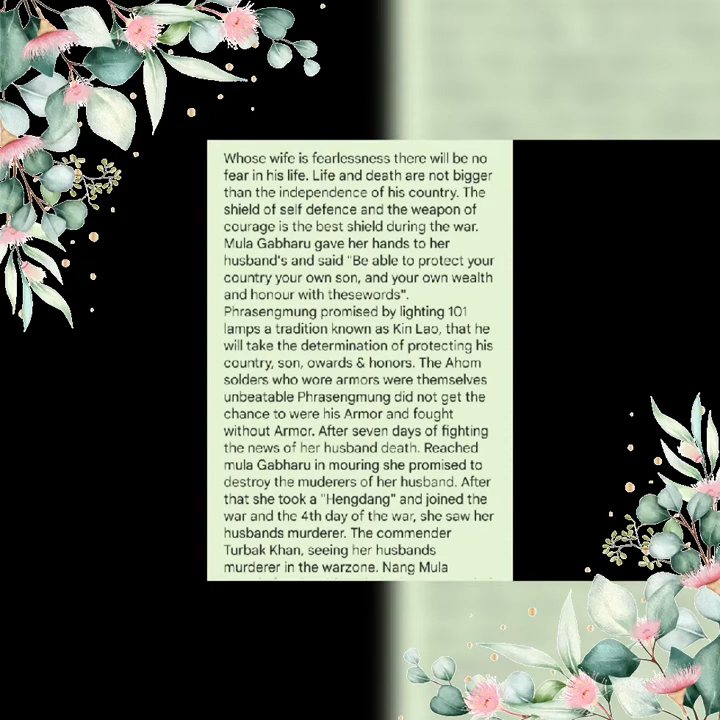 Whose wife is fearlessness there will be no
fear in his life. Life and death are not bigger
than the independence of his country. The
shield of self defence and the weapon of
courage is the best shield during the war.
Mula Gabharu gave her hands to her
husband's and said "Be able to protect your
country your own son, and your own wealth
and honour with thesewords".
Phrasengmung promised by lighting 101
lamps a tradition known as Kin Lao, that he
will take the determination of protecting his
country, son, owards & honors. The Ahom
solders who wore armors were themselves
unbeatable Phrasengmung did not get the
chance to were his Armor and fought
without Armor. After seven days of fighting
the news of her husband death. Reached
mula Gabharu in mouring she promised to
destroy the muderers of her husband. After
that she took a "Hengdang" and joined the
war and the 4th day of the war, she saw her
husbands murderer. The commender
Turbak Khan, seeing her husbands
murderer in the warzone. Nang Mula